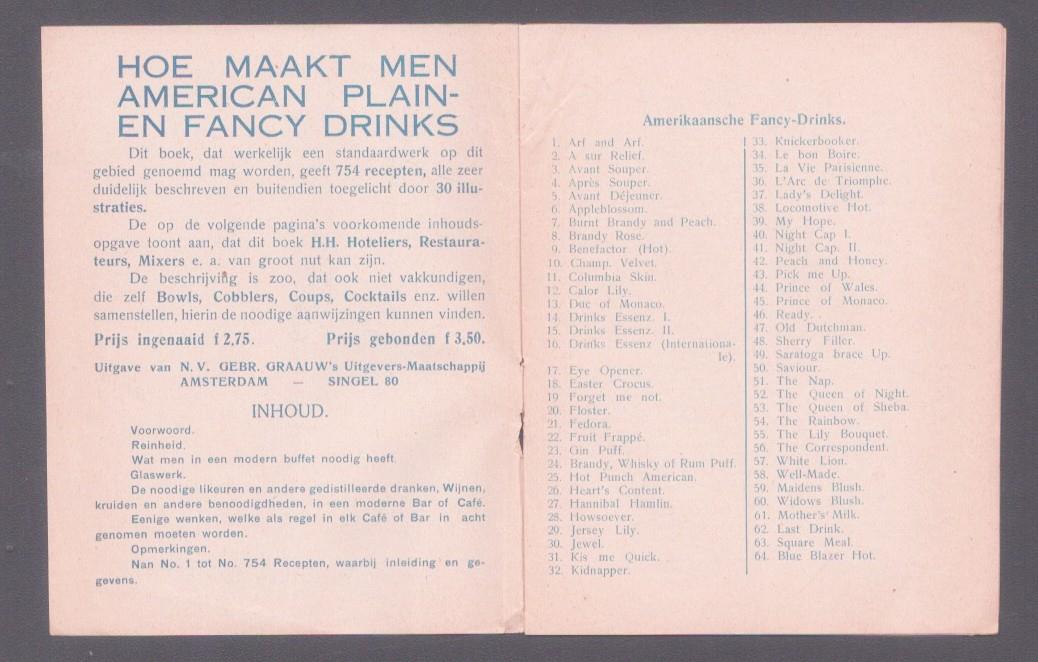 HOE MAAKT MEN
AMERICAN PLAIN-
EN FANCY DRINKS
Dit boek, dat werkelijk een standaardwerk op dit
gebied genoemd mag worden, geeft 754 recepten, alle zeer
duidelijk beschreven en buitendien toegelicht door 30 illu-
straties.
De op de volgende pagina's voorkomende inhouds-
opgave toont aan, dat dit boek H.H. Hoteliers, Restaura-
teurs, Mixers e. a. van groot nut kan zijn.
De beschrijving is zoo, dat ook niet vakkundigen,
die zelf Bowls, Cobblers, Coups, Cocktails enz. willen
samenstellen, hierin de noodige aanwijzingen kunnen vinden.
Prijs ingenaaid f 2,75. Prijs gebonden f 3,50.
Uitgave van N. V. GEBR. GRAAUW's Uitgevers-Maatschappij
AMSTERDAM — SINGEL 80
INHOUD.
Voorwoord.
Reinheid.
Wat men in een modern buffet noodig heeft.
Glaswerk.
De noodige likeuren en andere gedistilleerde dranken, Wijnen,
kruiden en andere benoodigdheden, in een moderne Bar of Café.
Eenige wenken, welke als regel in elk Café of Bar in acht
genomen moeten worden.
Opmerkingen.
Nan No. 1 tot No. 754 Recepten, waarbij inleiding en ge-
gevens.
Amerikaansche Fancy-Drinks.
1. Arf and Arf.
2. A sur Relief.
3. Avant Souper.
4. Après Souper.
5. Avant Déjeuner.
6. Appleblossom.
7. Burnt Brandy and Peach.
8. Brandy Rose.
9. Benefactor (Hot).
10. Champ. Velvet.
11. Columbia Skin.
12. Calor Lily.
13. Duc of Monaco.
14. Drinks Essenz. I.
15. Drinks Essenz. II.
16. Drinks Essenz (Internationa-
le).
17. Eye Opener.
18. Easter Crocus.
19 Forget me not.
20. Floster.
21. Fedora.
22. Fruit Frappé.
23. Gin Puff.
24. Brandy, Whisky of Rum Puff.
25. Hot Punch American.
26. Heart's Content.
27. Hannibal Hamlin.
28. Howsoever.
29. Jersey Lily.
30. Jewel.
31. Kis me Quick.
32. Kidnapper.
33. Knickerbooker.
34. Le bon Boire.
35. La Vie Parisienne.
36. L'Arc de Triomphe.
37. Lady's Delight.
38. Locomotive Hot.
39. My Hope.
40. Night Cap I.
41. Night Cap. II.
42. Peach and Honey.
43. Pick me Up.
44. Prince of Wales.
45. Prince of Monaco.
46. Ready.
47. Old Dutchman.
48. Sherry Filler.
49. Saratoga brace Up.
50. Saviour.
51. The Nap.
52. The Queen of Night.
53. The Queen of Sheba.
54. The Rainbow.
55. The Lily Bouquet.
56. The Correspondent.
57. White Lion.
58. Well-Made.
59. Maidens Blush.
60. Widows Blush.
61. Mother's Milk.
62. Last Drink.
63. Square Meal.
64. Blue Blazer Hot.